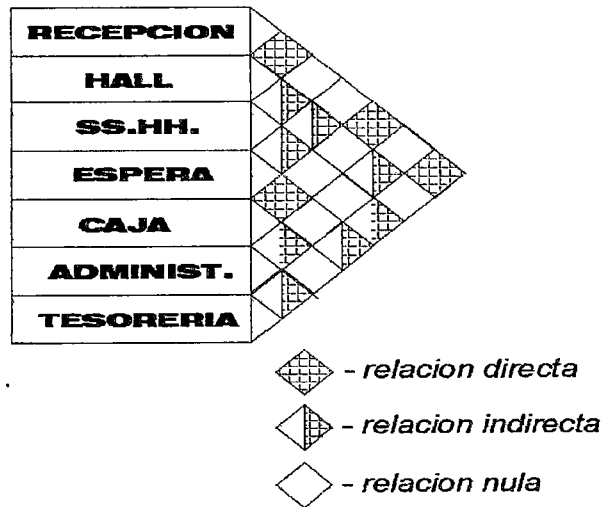 RECEPCION
HALL
SS.HH.
ESPERA
CAJA
ADMINIST.
TESORERIA
- relacion directa
- relacion indirecta
- relacion nula